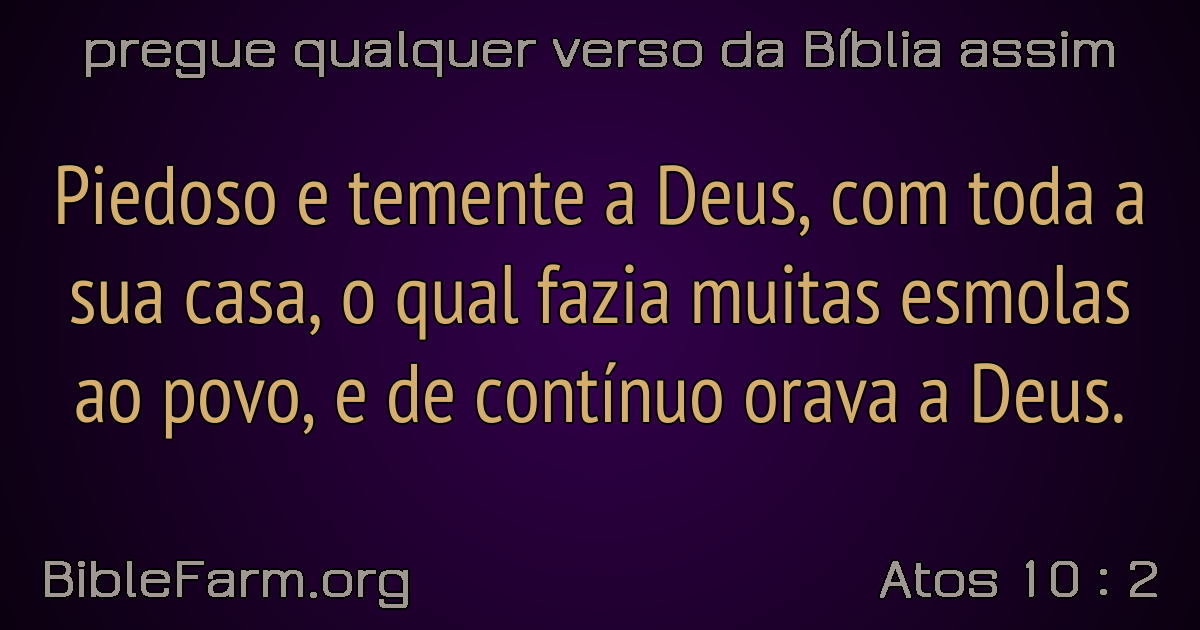 pregue qualquer verso da Bíblia assim
Piedoso e temente a Deus, com toda a
sua casa, o qual fazia muitas esmolas
ao povo, e de contínuo orava a Deus.
BibleFarm.org
Atos 10 : 2